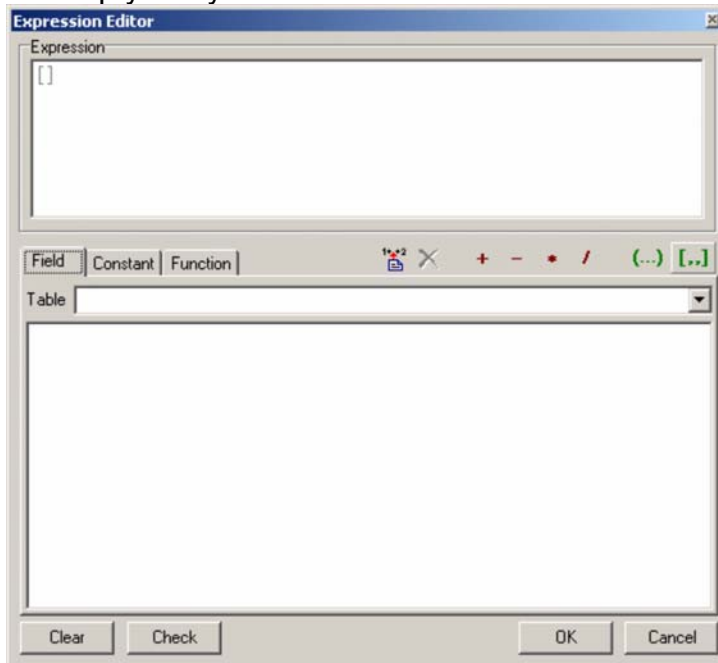 Expression Editor
Expression
[]
Field Constant Function + - * / (...) [,,]
Table
Clear Check OK Cancel